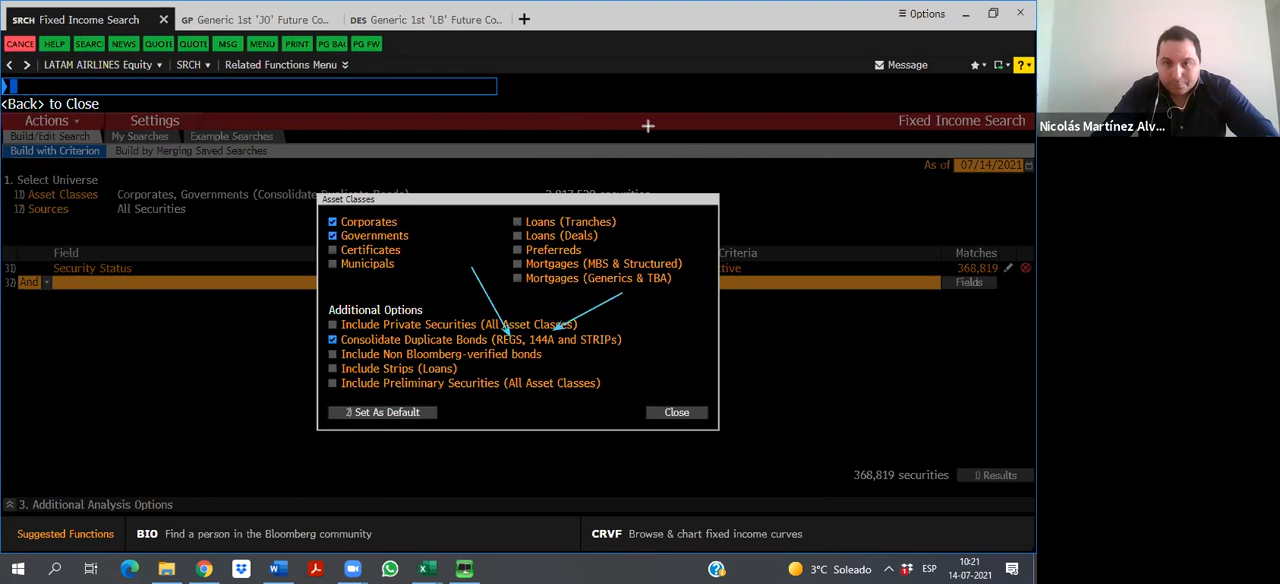 SRCH Fixed Income Search
GP Generic 1st 'JO' Future Co...
DES Generic 1st 'LB' Future Co...
Options
CANCE HELP SEARC NEWS QUOTE QUOTE MSG MENU PRINT PG BAC PG FW
LATAM AIRLINES Equity SRCH Related Functions Menu
Message
<Back> to Close
Actions Settings Fixed Income Search
Build/Edit Search My Searches Example Searches
Build with Criterion Build by Merging Saved Searches
As of 07/14/2021
1. Select Universe
11) Asset Classes Corporates, Governments (Consolidate Duplicate Bonds)
12) Sources All Securities
Field Criteria Matches
31) Security Status 368,819
32) And Fields
Asset Classes
Corporates Loans (Tranches)
Governments Loans (Deals)
Certificates Preferreds
Municipals Mortgages (MBS & Structured)
Mortgages (Generics & TBA)
Additional Options
Include Private Securities (All Asset Classes)
Consolidate Duplicate Bonds (REGS, 144A and STRIPs)
Include Non Bloomberg-verified bonds
Include Strips (Loans)
Include Preliminary Securities (All Asset Classes)
2) Set As Default Close
368,819 securities 1) Results
3. Additional Analysis Options
Suggested Functions BIO Find a person in the Bloomberg community CRVF Browse & chart fixed income curves
3°C Soleado ESP 10:21
14-07-2021
Nicolás Martínez Alv...